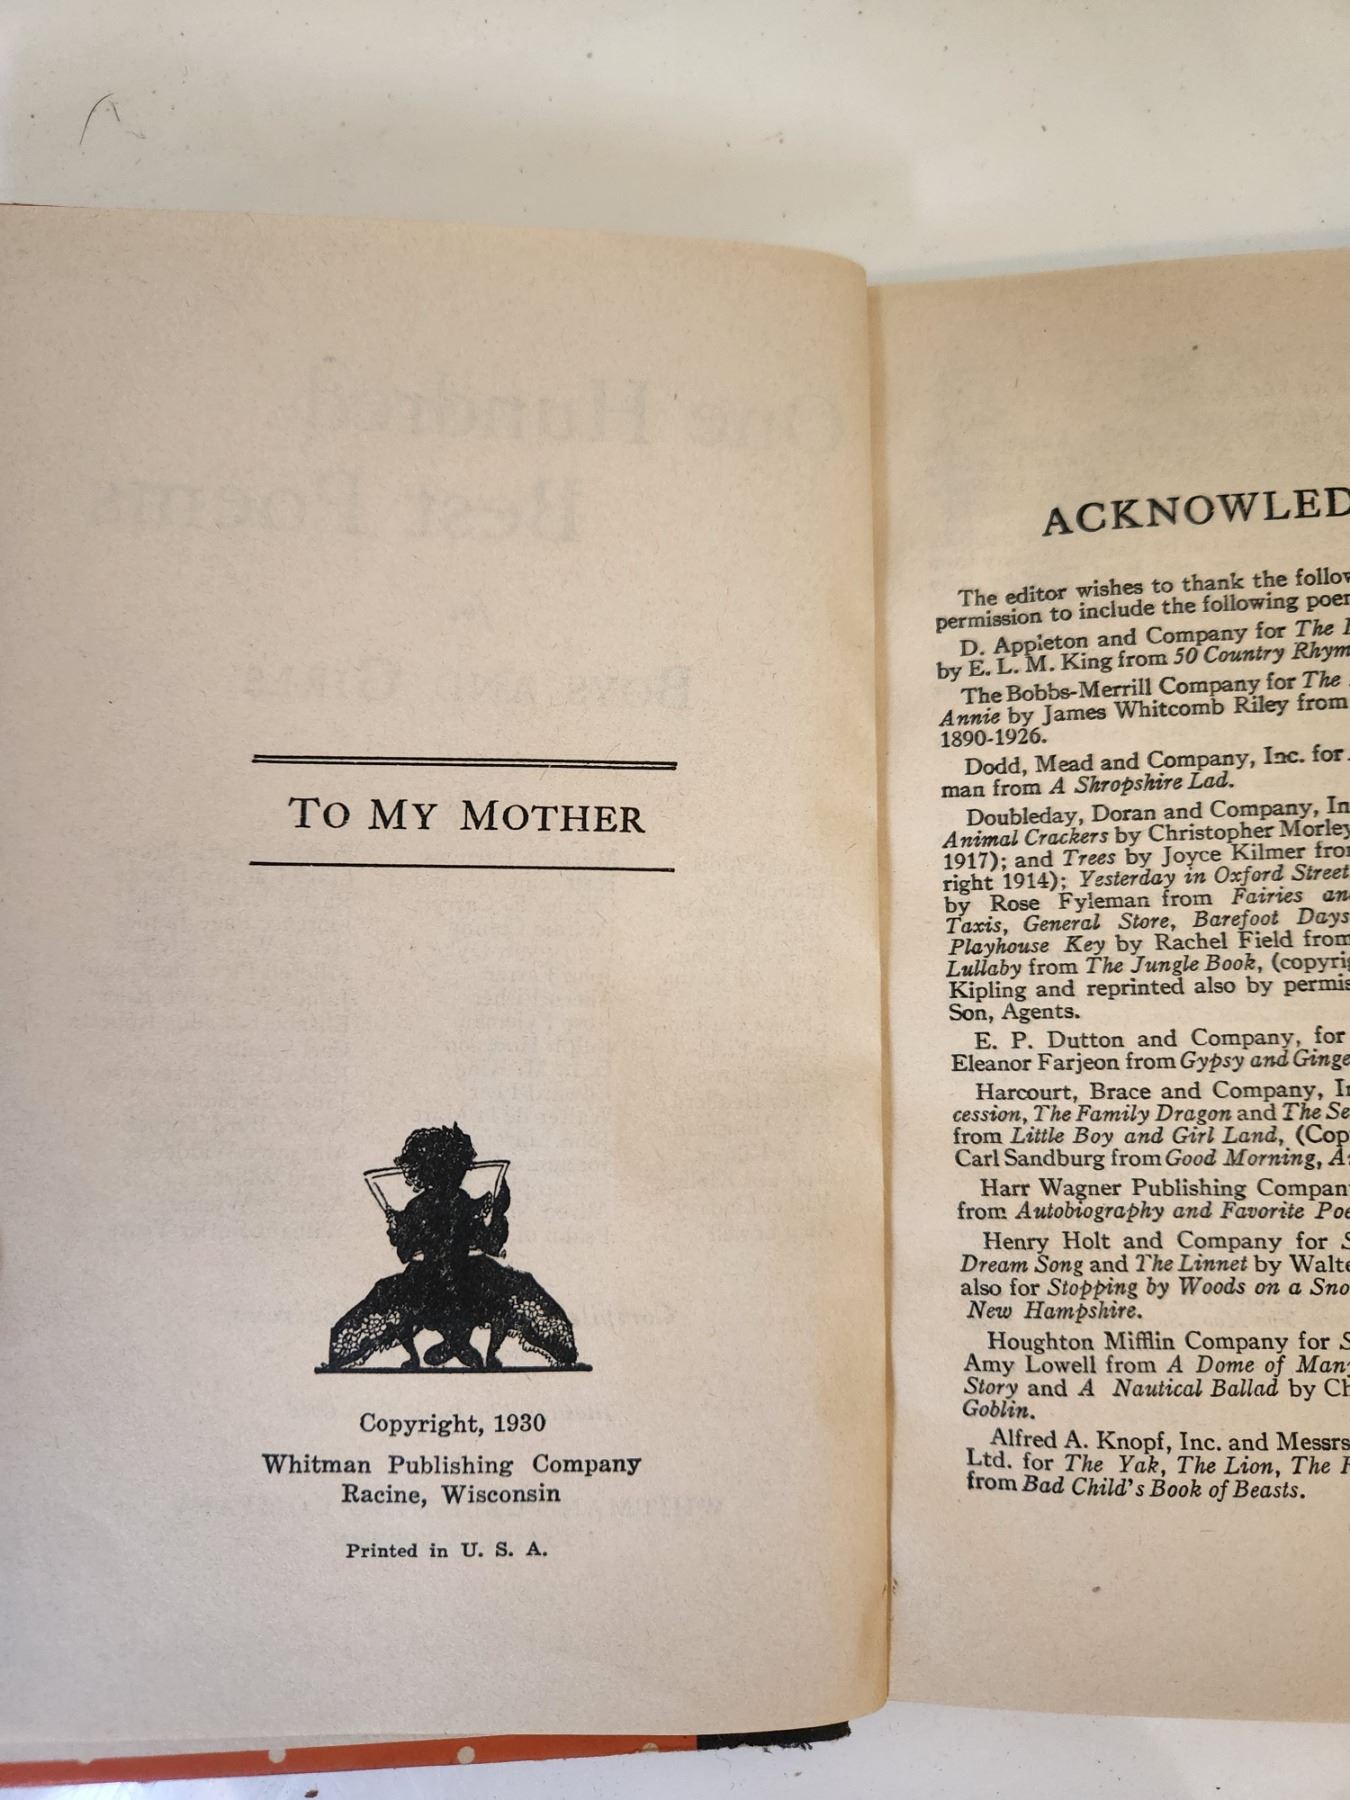 TO MY MOTHER
Copyright, 1930
Whitman Publishing Company
Racine, Wisconsin
Printed in U. S. A.
ACKNOWLED
The editor wishes to thank the follow
permission to include the following poem
D. Appleton and Company for The
by E. L. M. King from 50 Country Rhym
The Bobbs-Merrill Company for The
Annie by James Whitcomb Riley from
1890-1926.
Dodd, Mead and Company, Inc. for
man from A Shropshire Lad.
Doubleday, Doran and Company, In
Animal Crackers by Christopher Morley
1917); and Trees by Joyce Kilmer from
right 1914); Yesterday in Oxford Street
by Rose Fyleman from Fairies an
Taxis, General Store, Barefoot Days
Playhouse Key by Rachel Field from
Lullaby from The Jungle Book, (copyrig
Kipling and reprinted also by permis
Son, Agents.
E. P. Dutton and Company, for
Eleanor Farjeon from Gypsy and Ginge
Harcourt, Brace and Company, In
cession, The Family Dragon and The Se
from Little Boy and Girl Land, (Cop
Carl Sandburg from Good Morning, A
Harr Wagner Publishing Compan
from Autobiography and Favorite Poe
Henry Holt and Company for S
Dream Song and The Linnet by Walte
also for Stopping by Woods on a Sno
New Hampshire.
Houghton Mifflin Company for S
Amy Lowell from A Dome of Many
Story and A Nautical Ballad by Ch
Goblin.
Alfred A. Knopf, Inc. and Messrs
Ltd. for The Yak, The Lion, The
from Bad Child's Book of Beasts.